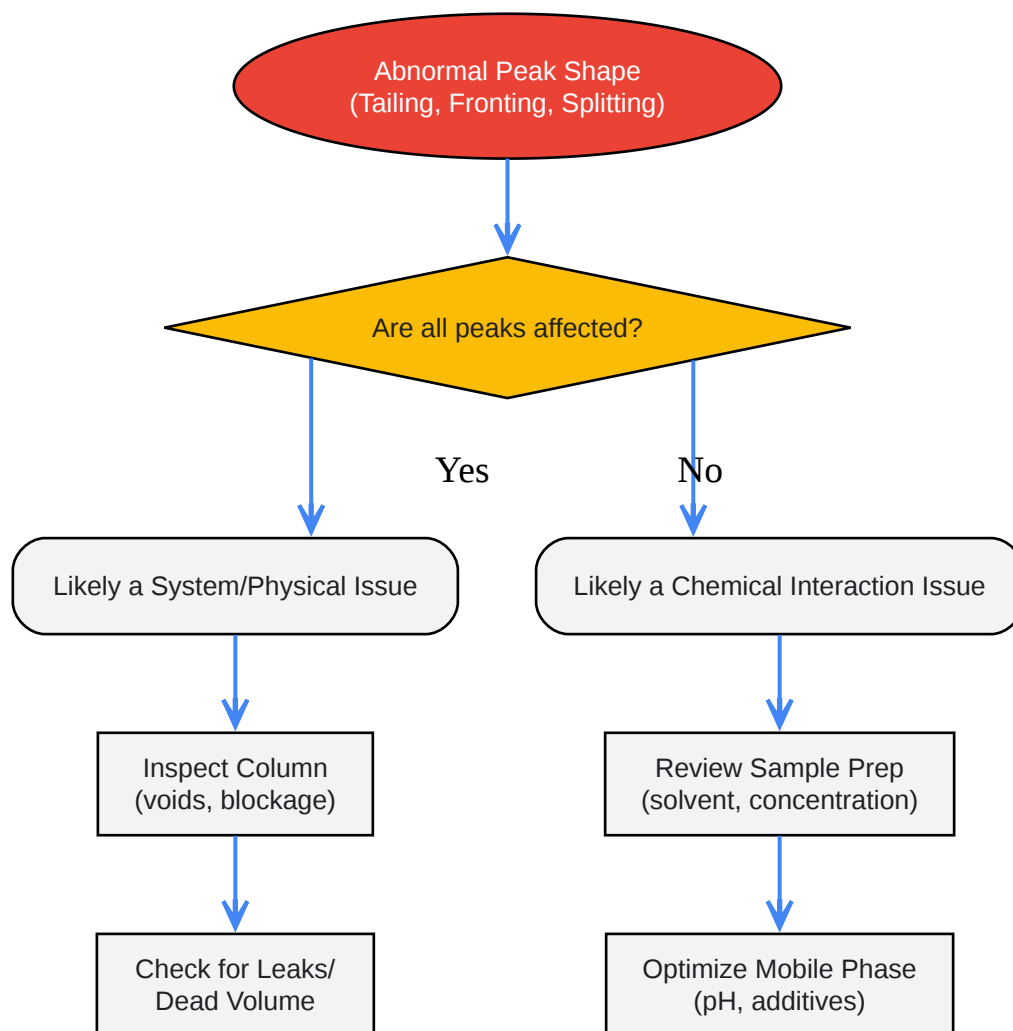 Abnormal Peak Shape
(Tailing, Fronting, Splitting)
Are all peaks affected?
Yes
No
Likely a System/Physical Issue
Likely a Chemical Interaction Issue
Inspect Column
(voids, blockage)
Review Sample Prep
(solvent, concentration)
Check for Leaks/
Dead Volume
Optimize Mobile Phase
(pH, additives)